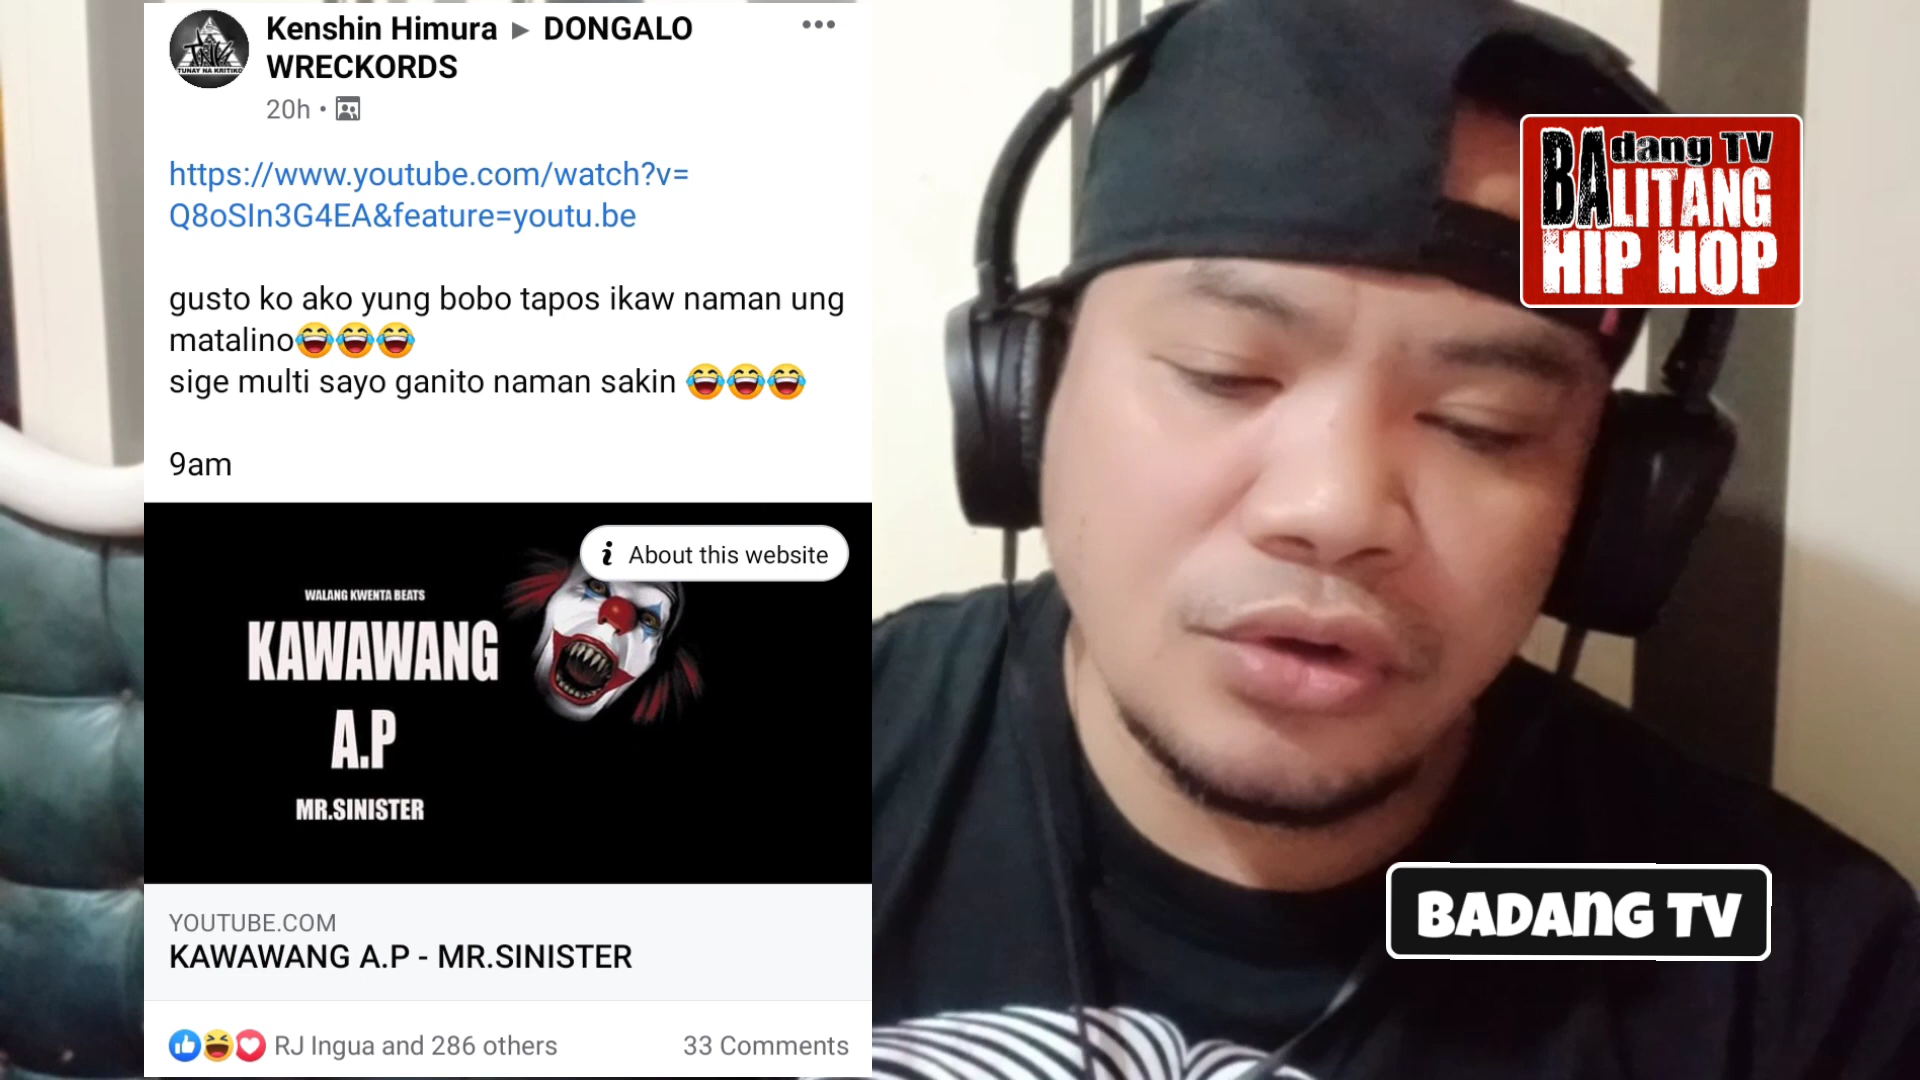 Kenshin Himura ▸ DONGALO
WRECKORDS
20h •
TUNAY NA KRITIKO
https://www.youtube.com/watch?v=
Q8oSIn3G4EA&feature=youtu.be
gusto ko ako yung bobo tapos ikaw naman ung
matalino😂😂😂
sige multi sayo ganito naman sakin 😂😂😂
9am
About this website
WALANG KWENTA BEATS
KAWAWANG
A.P
MR.SINISTER
YOUTUBE.COM
KAWAWANG A.P - MR.SINISTER
RJ Ingua and 286 others
33 Comments
BAdang TV
BALITANG
HIP HOP
BADANG TV